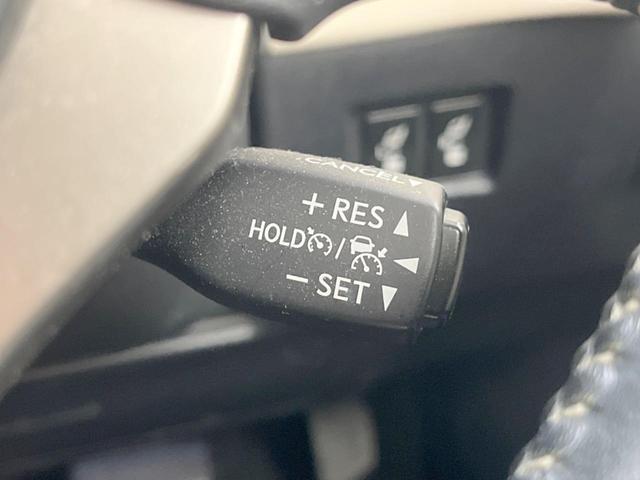 CANCEL▼
+ RES ▲
HOLD / ◀
− SET ▼